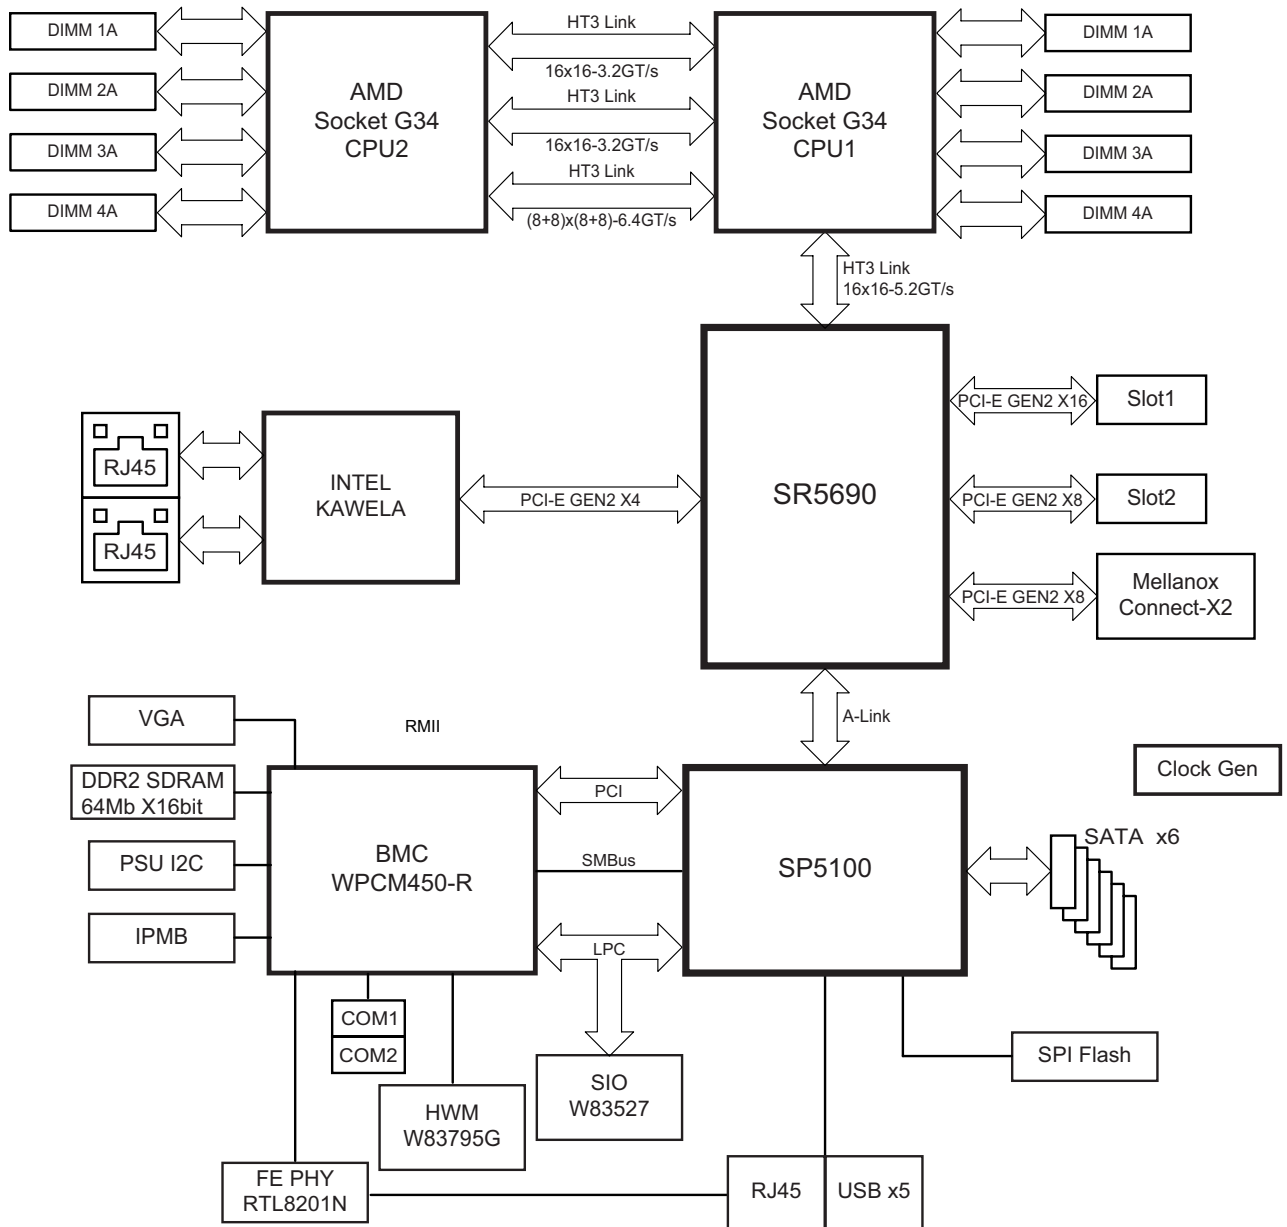 DIMM 1A
DIMM 2A
DIMM 3A
DIMM 4A
AMD
Socket G34
CPU2
HT3 Link
16x16-3.2GT/s
HT3 Link
16x16-3.2GT/s
HT3 Link
(8+8)x(8+8)-6.4GT/s
AMD
Socket G34
CPU1
DIMM 1A
DIMM 2A
DIMM 3A
DIMM 4A
HT3 Link
16x16-5.2GT/s
RJ45
RJ45
INTEL
KAWELA
PCI-E GEN2 X4
SR5690
PCI-E GEN2 X16
Slot1
PCI-E GEN2 X8
Slot2
PCI-E GEN2 X8
Mellanox
Connect-X2
A-Link
VGA
RMII
DDR2 SDRAM
64Mb X16bit
PSU I2C
IPMB
BMC
WPCM450-R
PCI
SMBus
LPC
SP5100
Clock Gen
SATA x6
COM1
COM2
HWM
W83795G
SIO
W83527
SPI Flash
FE PHY
RTL8201N
RJ45
USB x5